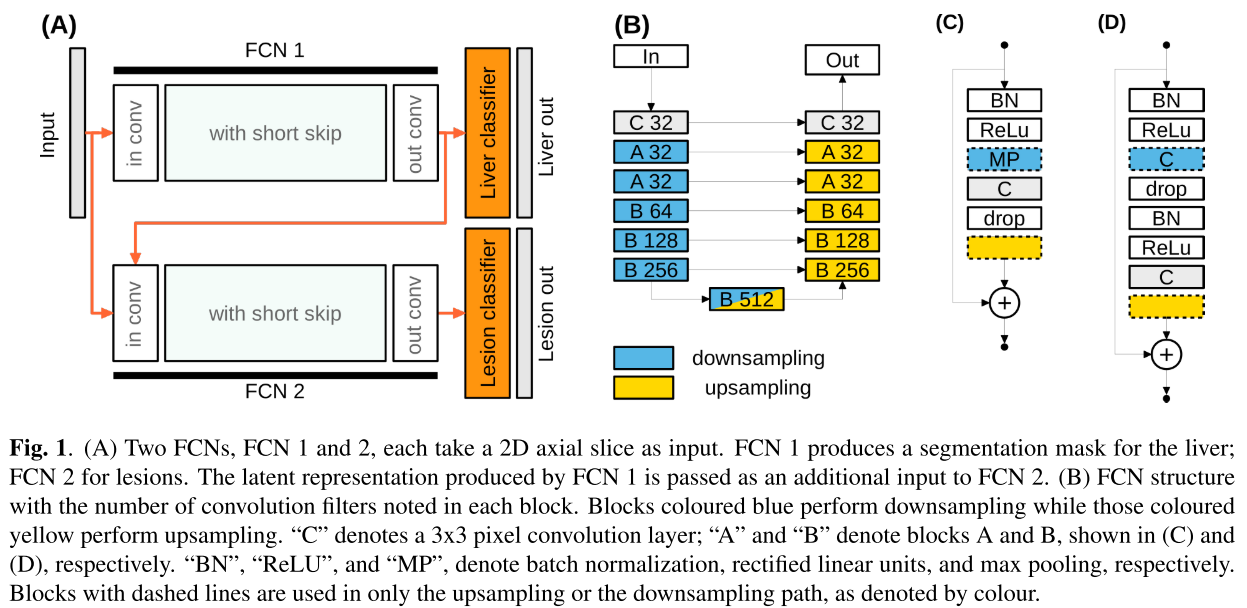 (A)
FCN 1
Input
in conv
with short skip
out conv
Liver classifier
Liver out
in conv
with short skip
out conv
Lesion classifier
Lesion out
FCN 2
(B)
In
Out
C 32
C 32
A 32
A 32
A 32
A 32
B 64
B 64
B 128
B 128
B 256
B 256
B 512
downsampling
upsampling
(C)
BN
ReLu
MP
C
drop
+
(D)
BN
ReLu
C
drop
BN
ReLu
C
+
Fig. 1. (A) Two FCNs, FCN 1 and 2, each take a 2D axial slice as input. FCN 1 produces a segmentation mask for the liver;
FCN 2 for lesions. The latent representation produced by FCN 1 is passed as an additional input to FCN 2. (B) FCN structure
with the number of convolution filters noted in each block. Blocks coloured blue perform downsampling while those coloured
yellow perform upsampling. “C” denotes a 3x3 pixel convolution layer; “A” and “B” denote blocks A and B, shown in (C) and
(D), respectively. “BN”, “ReLU”, and “MP”, denote batch normalization, rectified linear units, and max pooling, respectively.
Blocks with dashed lines are used in only the upsampling or the downsampling path, as denoted by colour.